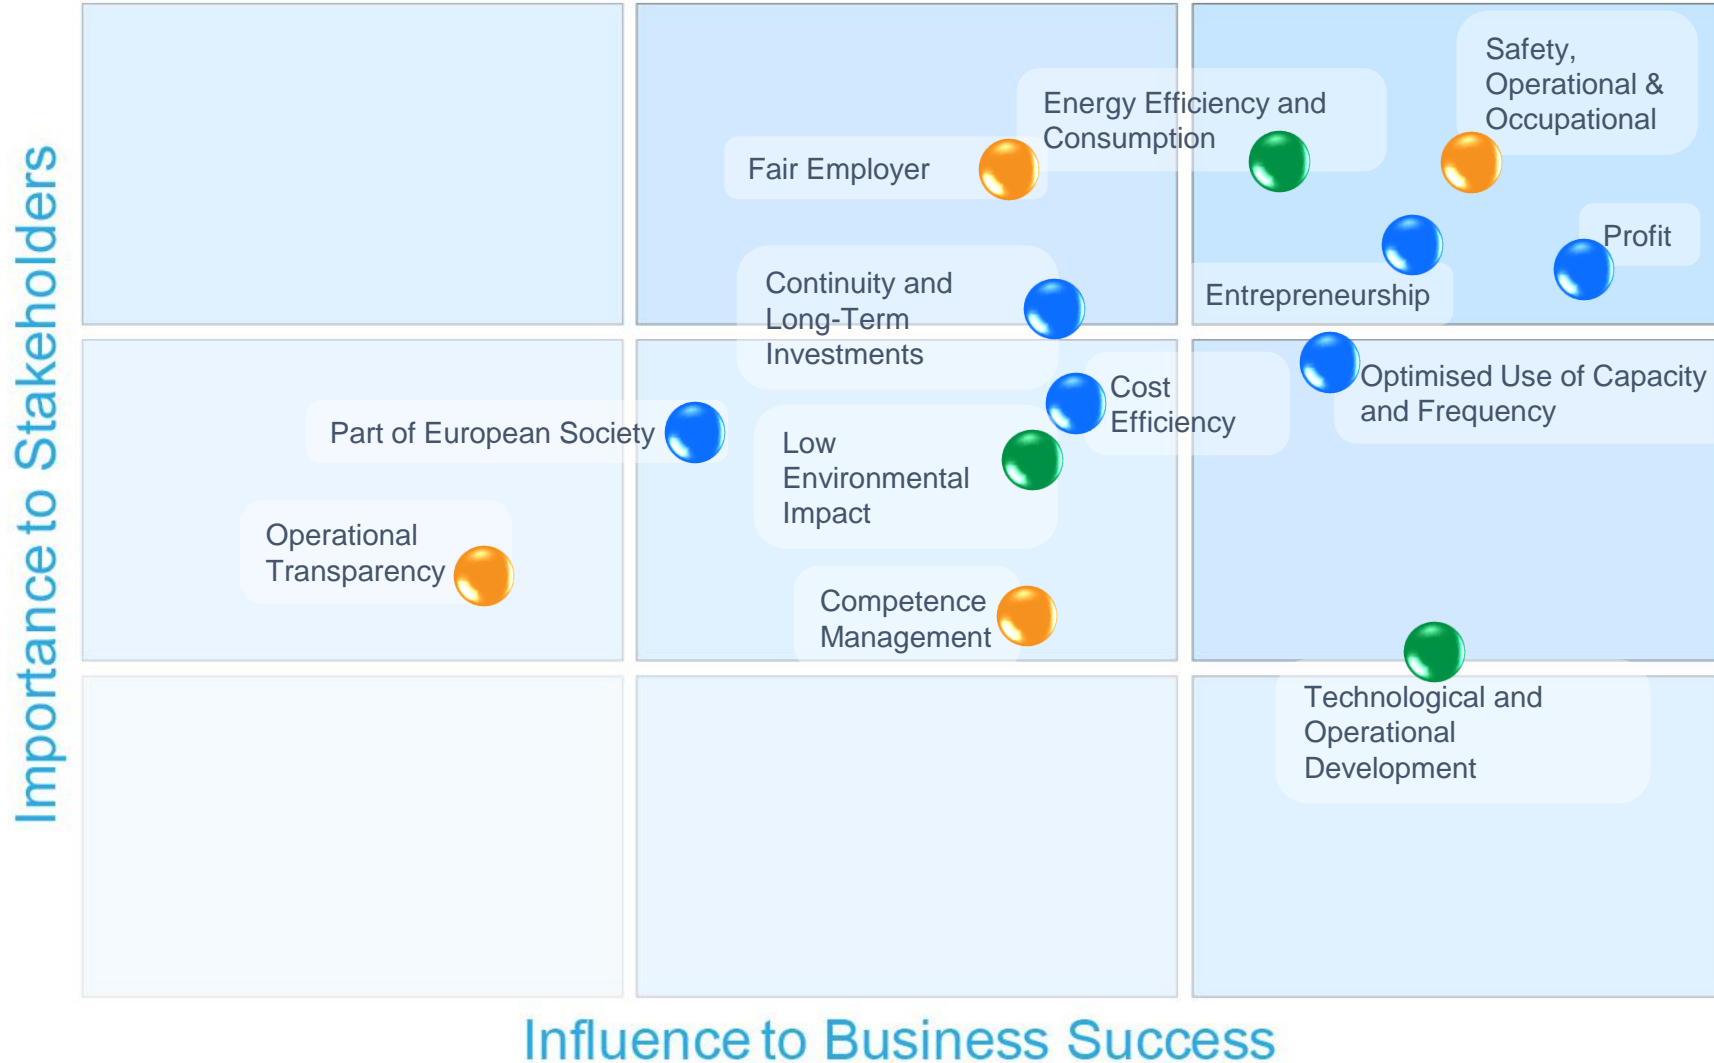 Importance to Stakeholders
Safety,
Operational &
Occupational
Energy Efficiency and
Consumption
Fair Employer
Profit
Entrepreneurship
Continuity and
Long-Term
Investments
Optimised Use of Capacity
and Frequency
Cost
Efficiency
Part of European Society
Low
Environmental
Impact
Operational
Transparency
Competence
Management
Technological and
Operational
Development
Influence to Business Success